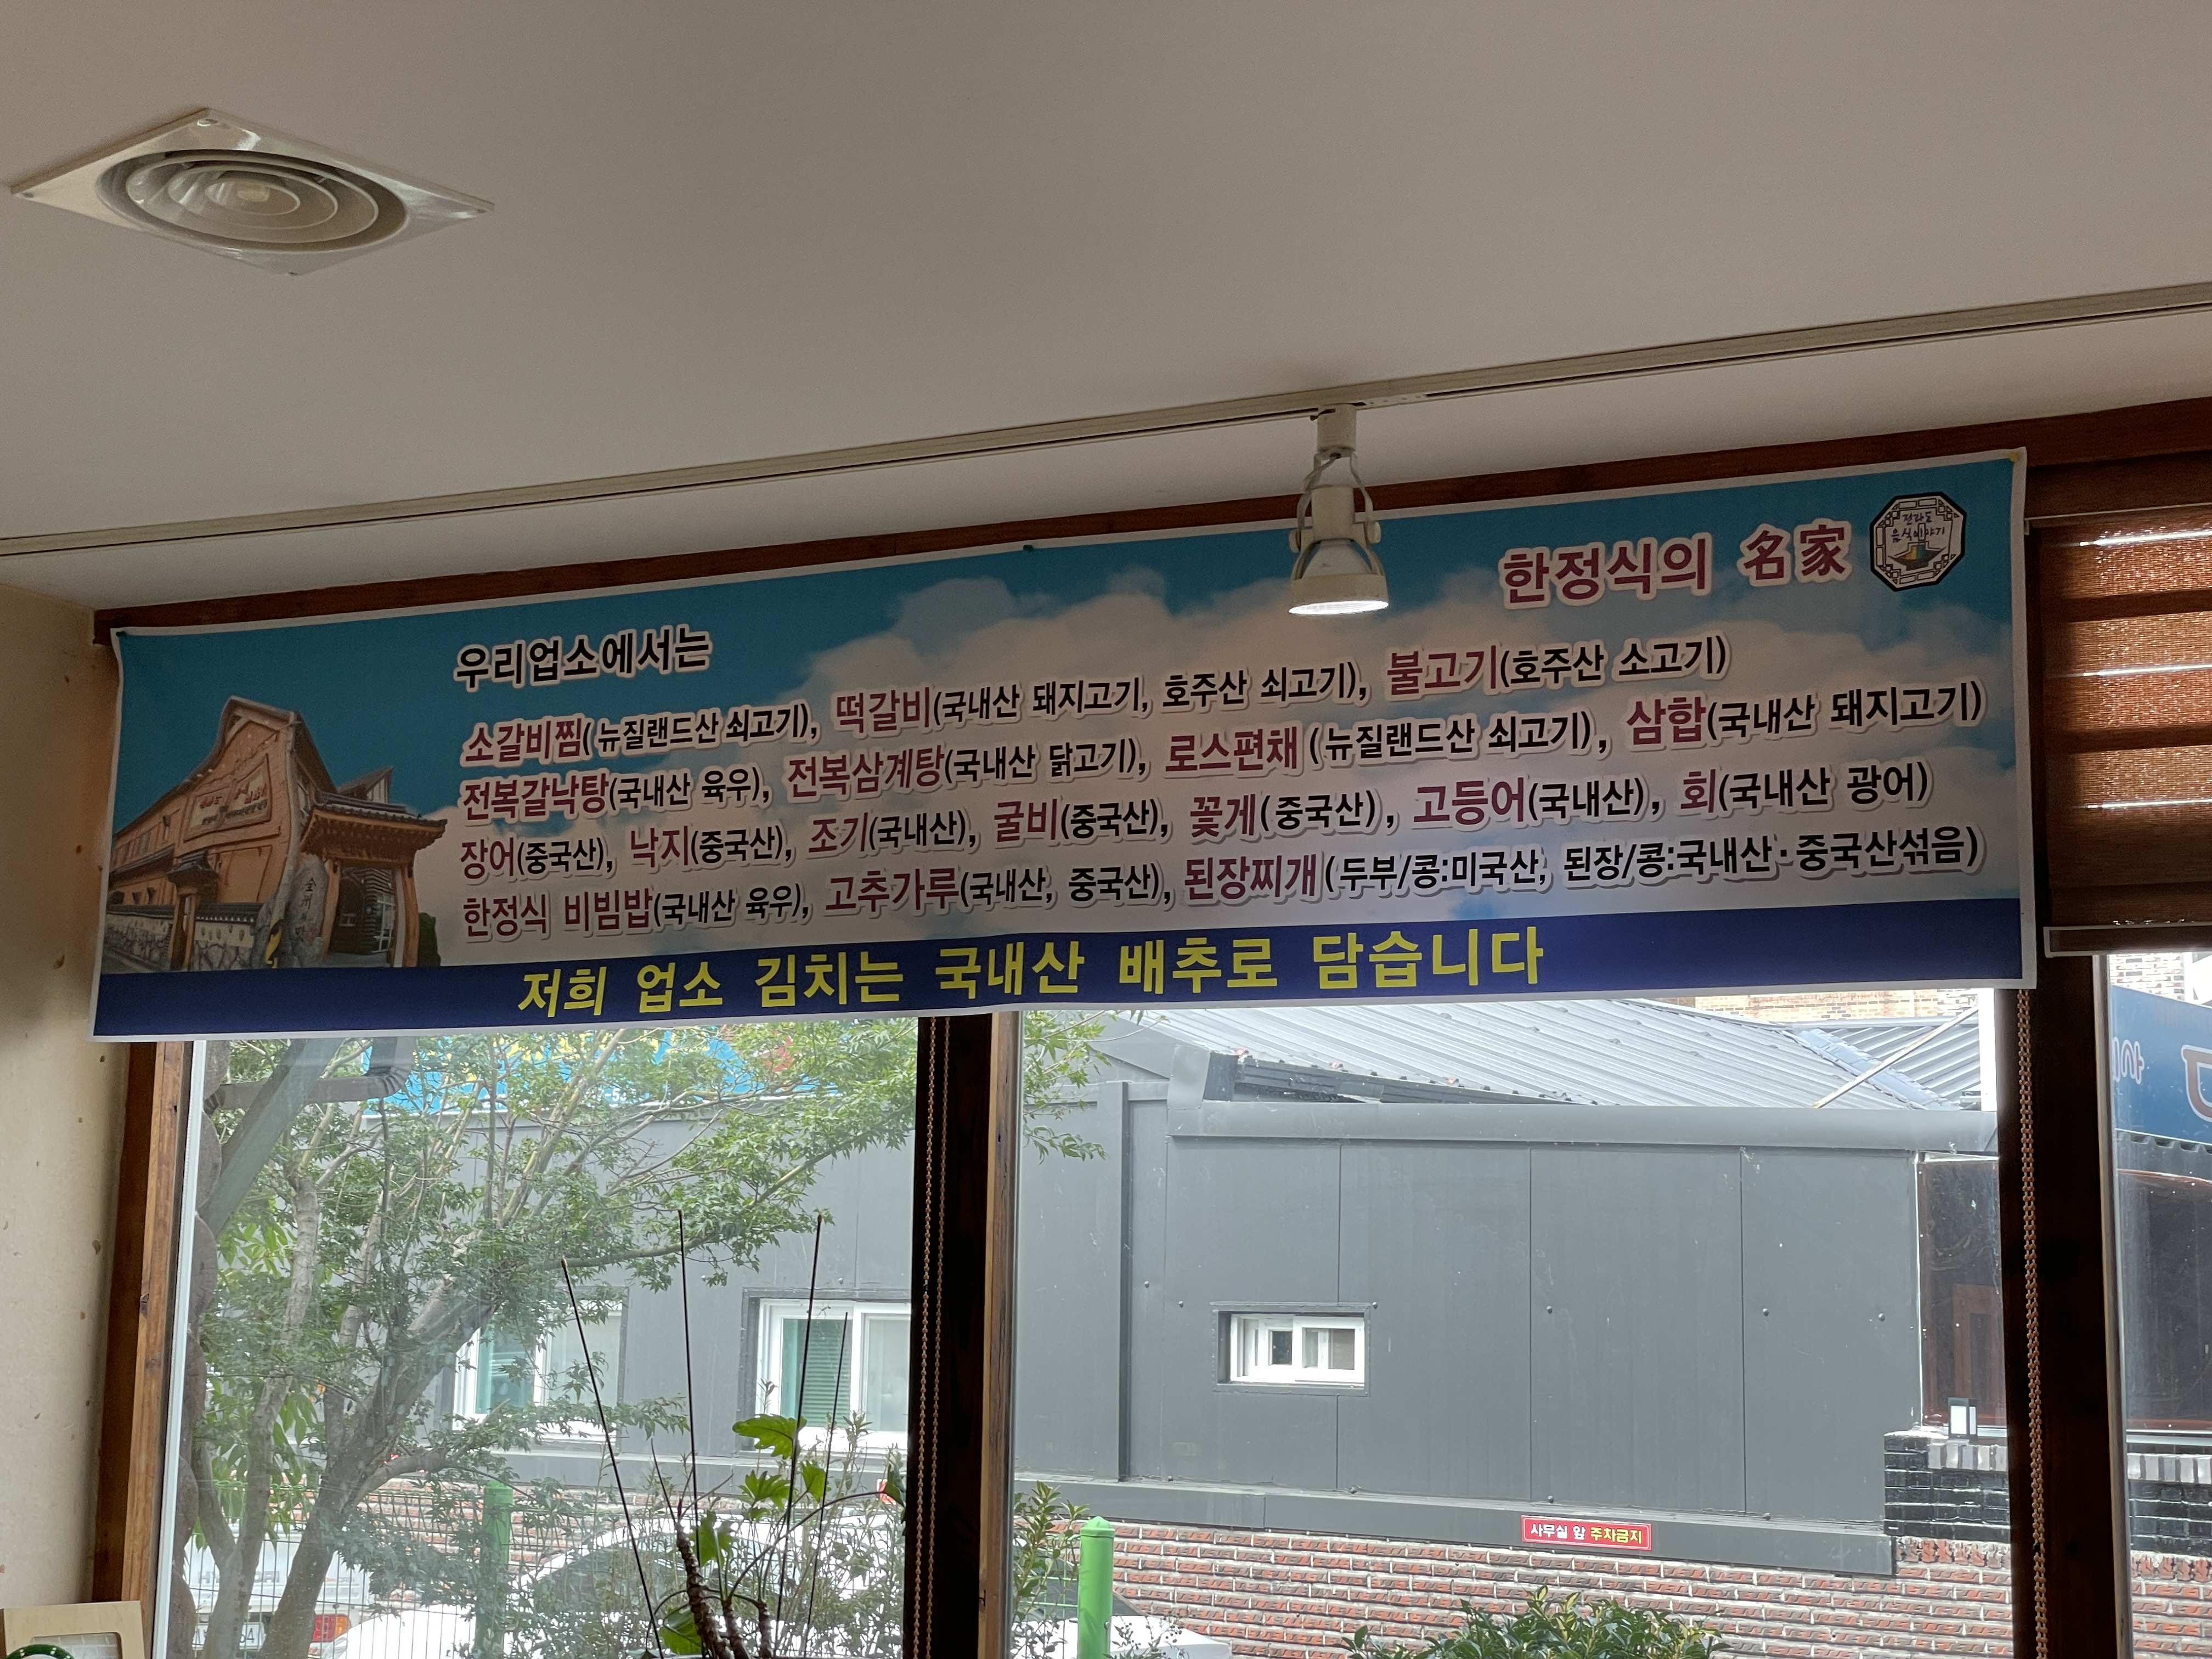 한정식의 名家
전라도
음식이야기
우리업소에서는
소갈비찜(뉴질랜드산 쇠고기), 떡갈비(국내산 돼지고기, 호주산 쇠고기), 불고기(호주산 소고기)
전복갈낙탕(국내산 육우), 전복삼계탕(국내산 닭고기), 로스편채 (뉴질랜드산 쇠고기), 삼합(국내산 돼지고기)
장어(중국산), 낙지(중국산), 조기(국내산), 굴비(중국산), 꽃게(중국산), 고등어(국내산), 회(국내산 광어)
한정식 비빔밥(국내산 육우), 고추가루(국내산, 중국산), 된장찌개(두부/콩:미국산, 된장/콩:국내산·중국산섞음)
저희 업소 김치는 국내산 배추로 담습니다
사무실 앞 주차금지